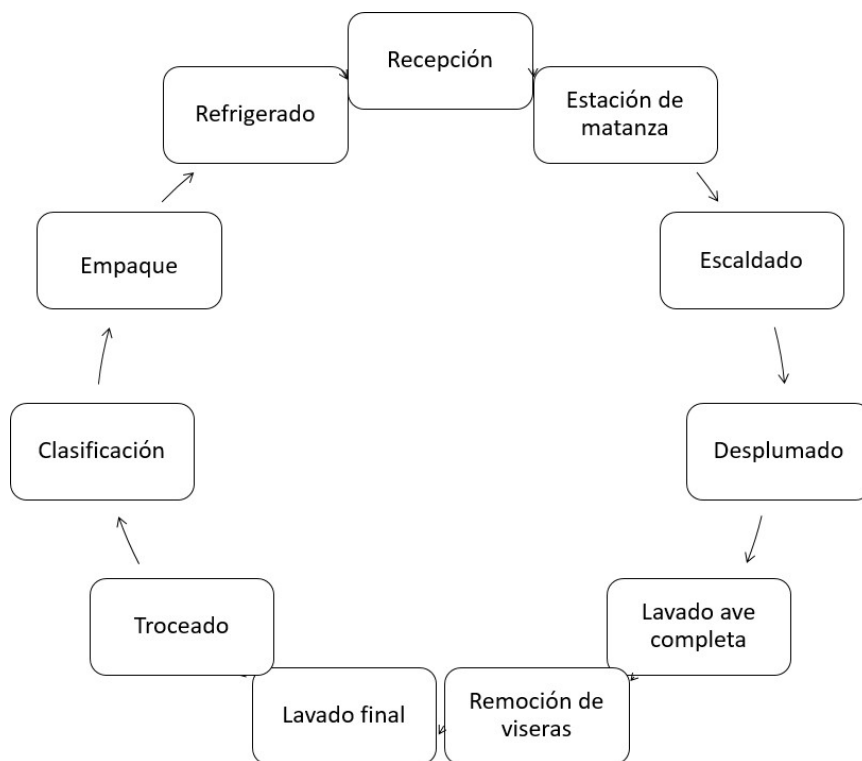 Recepción
Estación de
matanza
Escaldado
Desplumado
Lavado ave
completa
Remoción de
viseras
Lavado final
Troceado
Clasificación
Empaque
Refrigerado